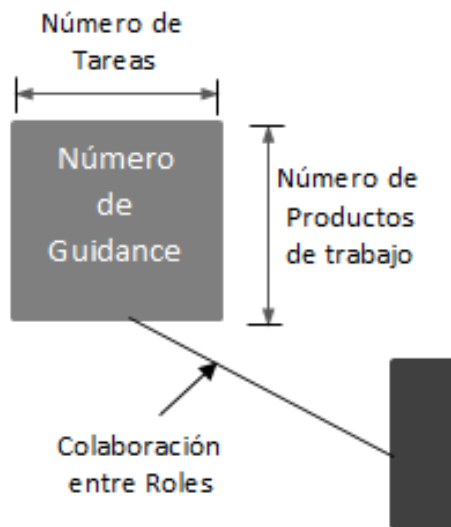 Número de
Tareas
Número
de
Guidance
Número de
Productos
de trabajo
Colaboración
entre Roles